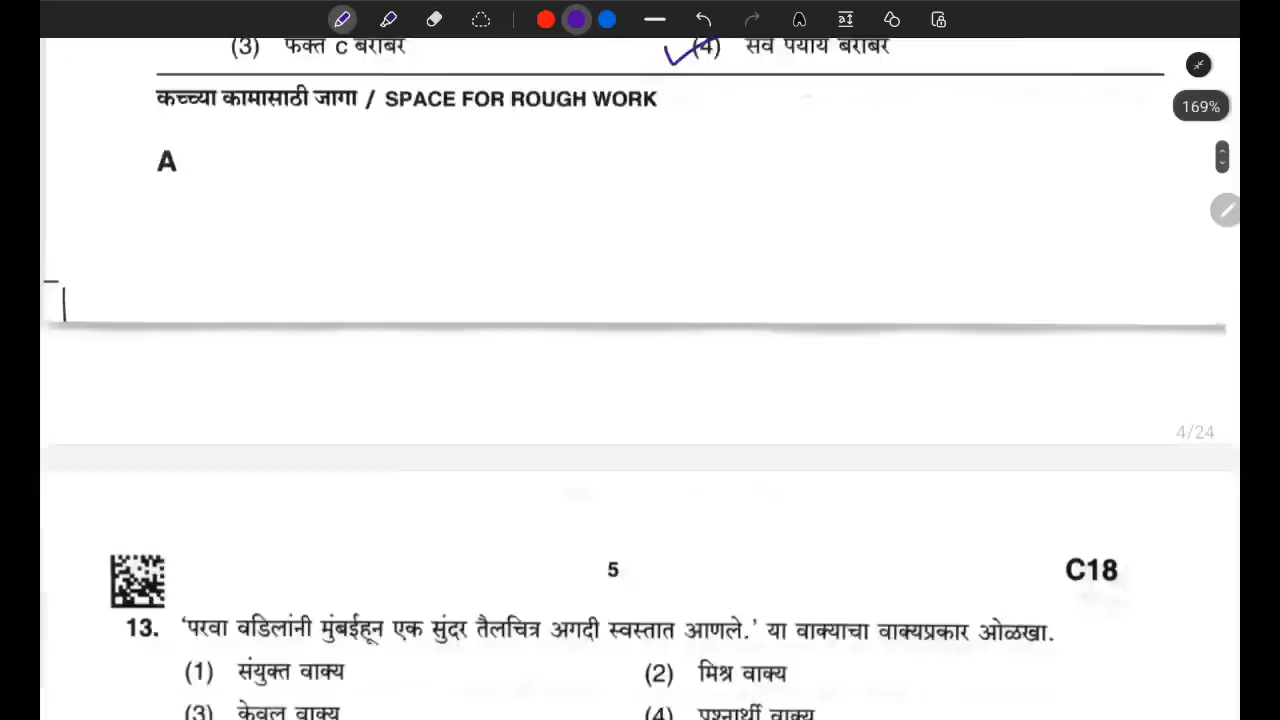 (3) फक्त C बरोबर (4) सर्व पर्याय बरोबर
169%
कच्च्या कामासाठी जागा / SPACE FOR ROUGH WORK
A
4/24
5 C18
13. 'परवा वडिलांनी मुंबईहून एक सुंदर तैलचित्र अगदी स्वस्तात आणले.' या वाक्याचा वाक्यप्रकार ओळखा.
(1) संयुक्त वाक्य (2) मिश्र वाक्य
(3) केवल वाक्य (4) प्रश्नार्थी वाक्य